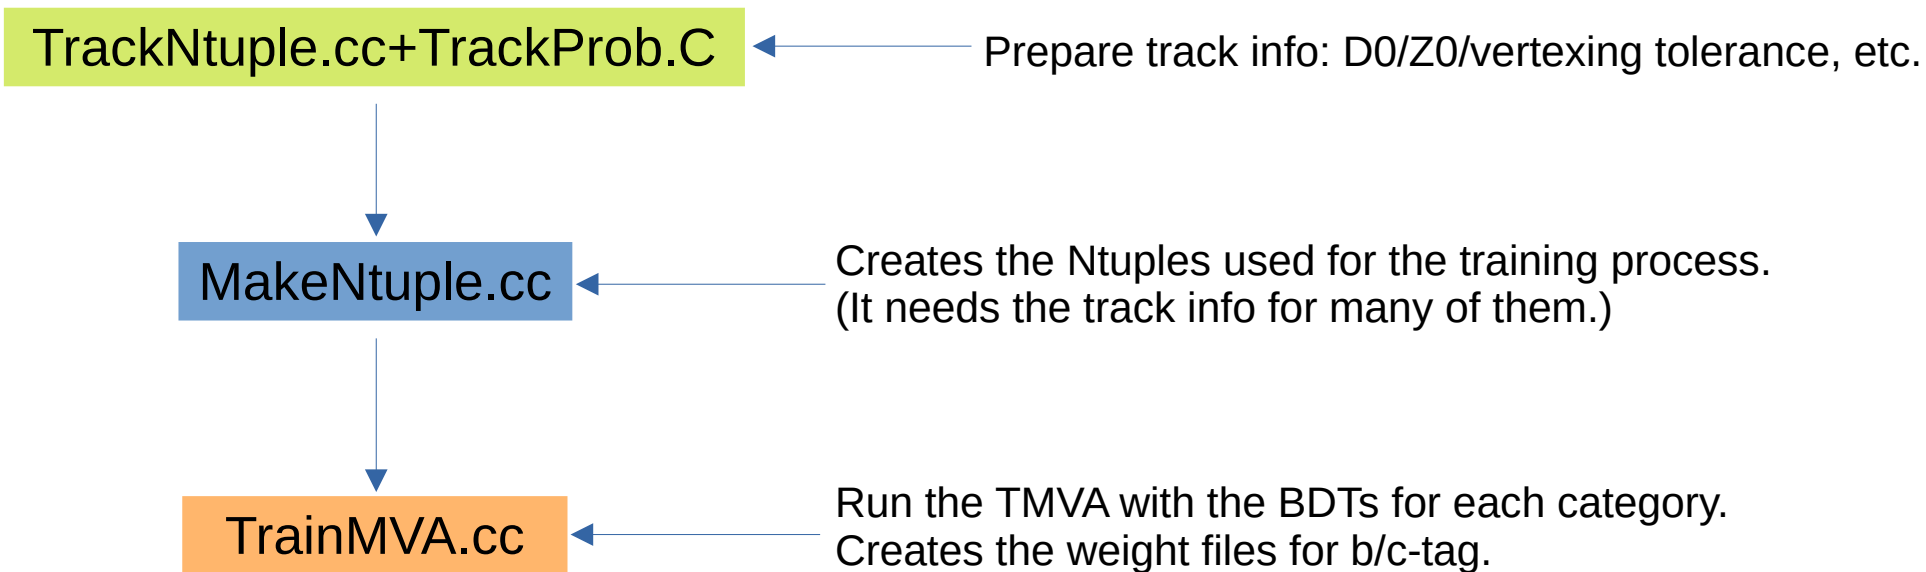 TrackNtuple.cc+TrackProb.C
Prepare track info: D0/Z0/vertexing tolerance, etc.
MakeNtuple.cc
Creates the Ntuples used for the training process.
(It needs the track info for many of them.)
TrainMVA.cc
Run the TMVA with the BDTs for each category.
Creates the weight files for b/c-tag.